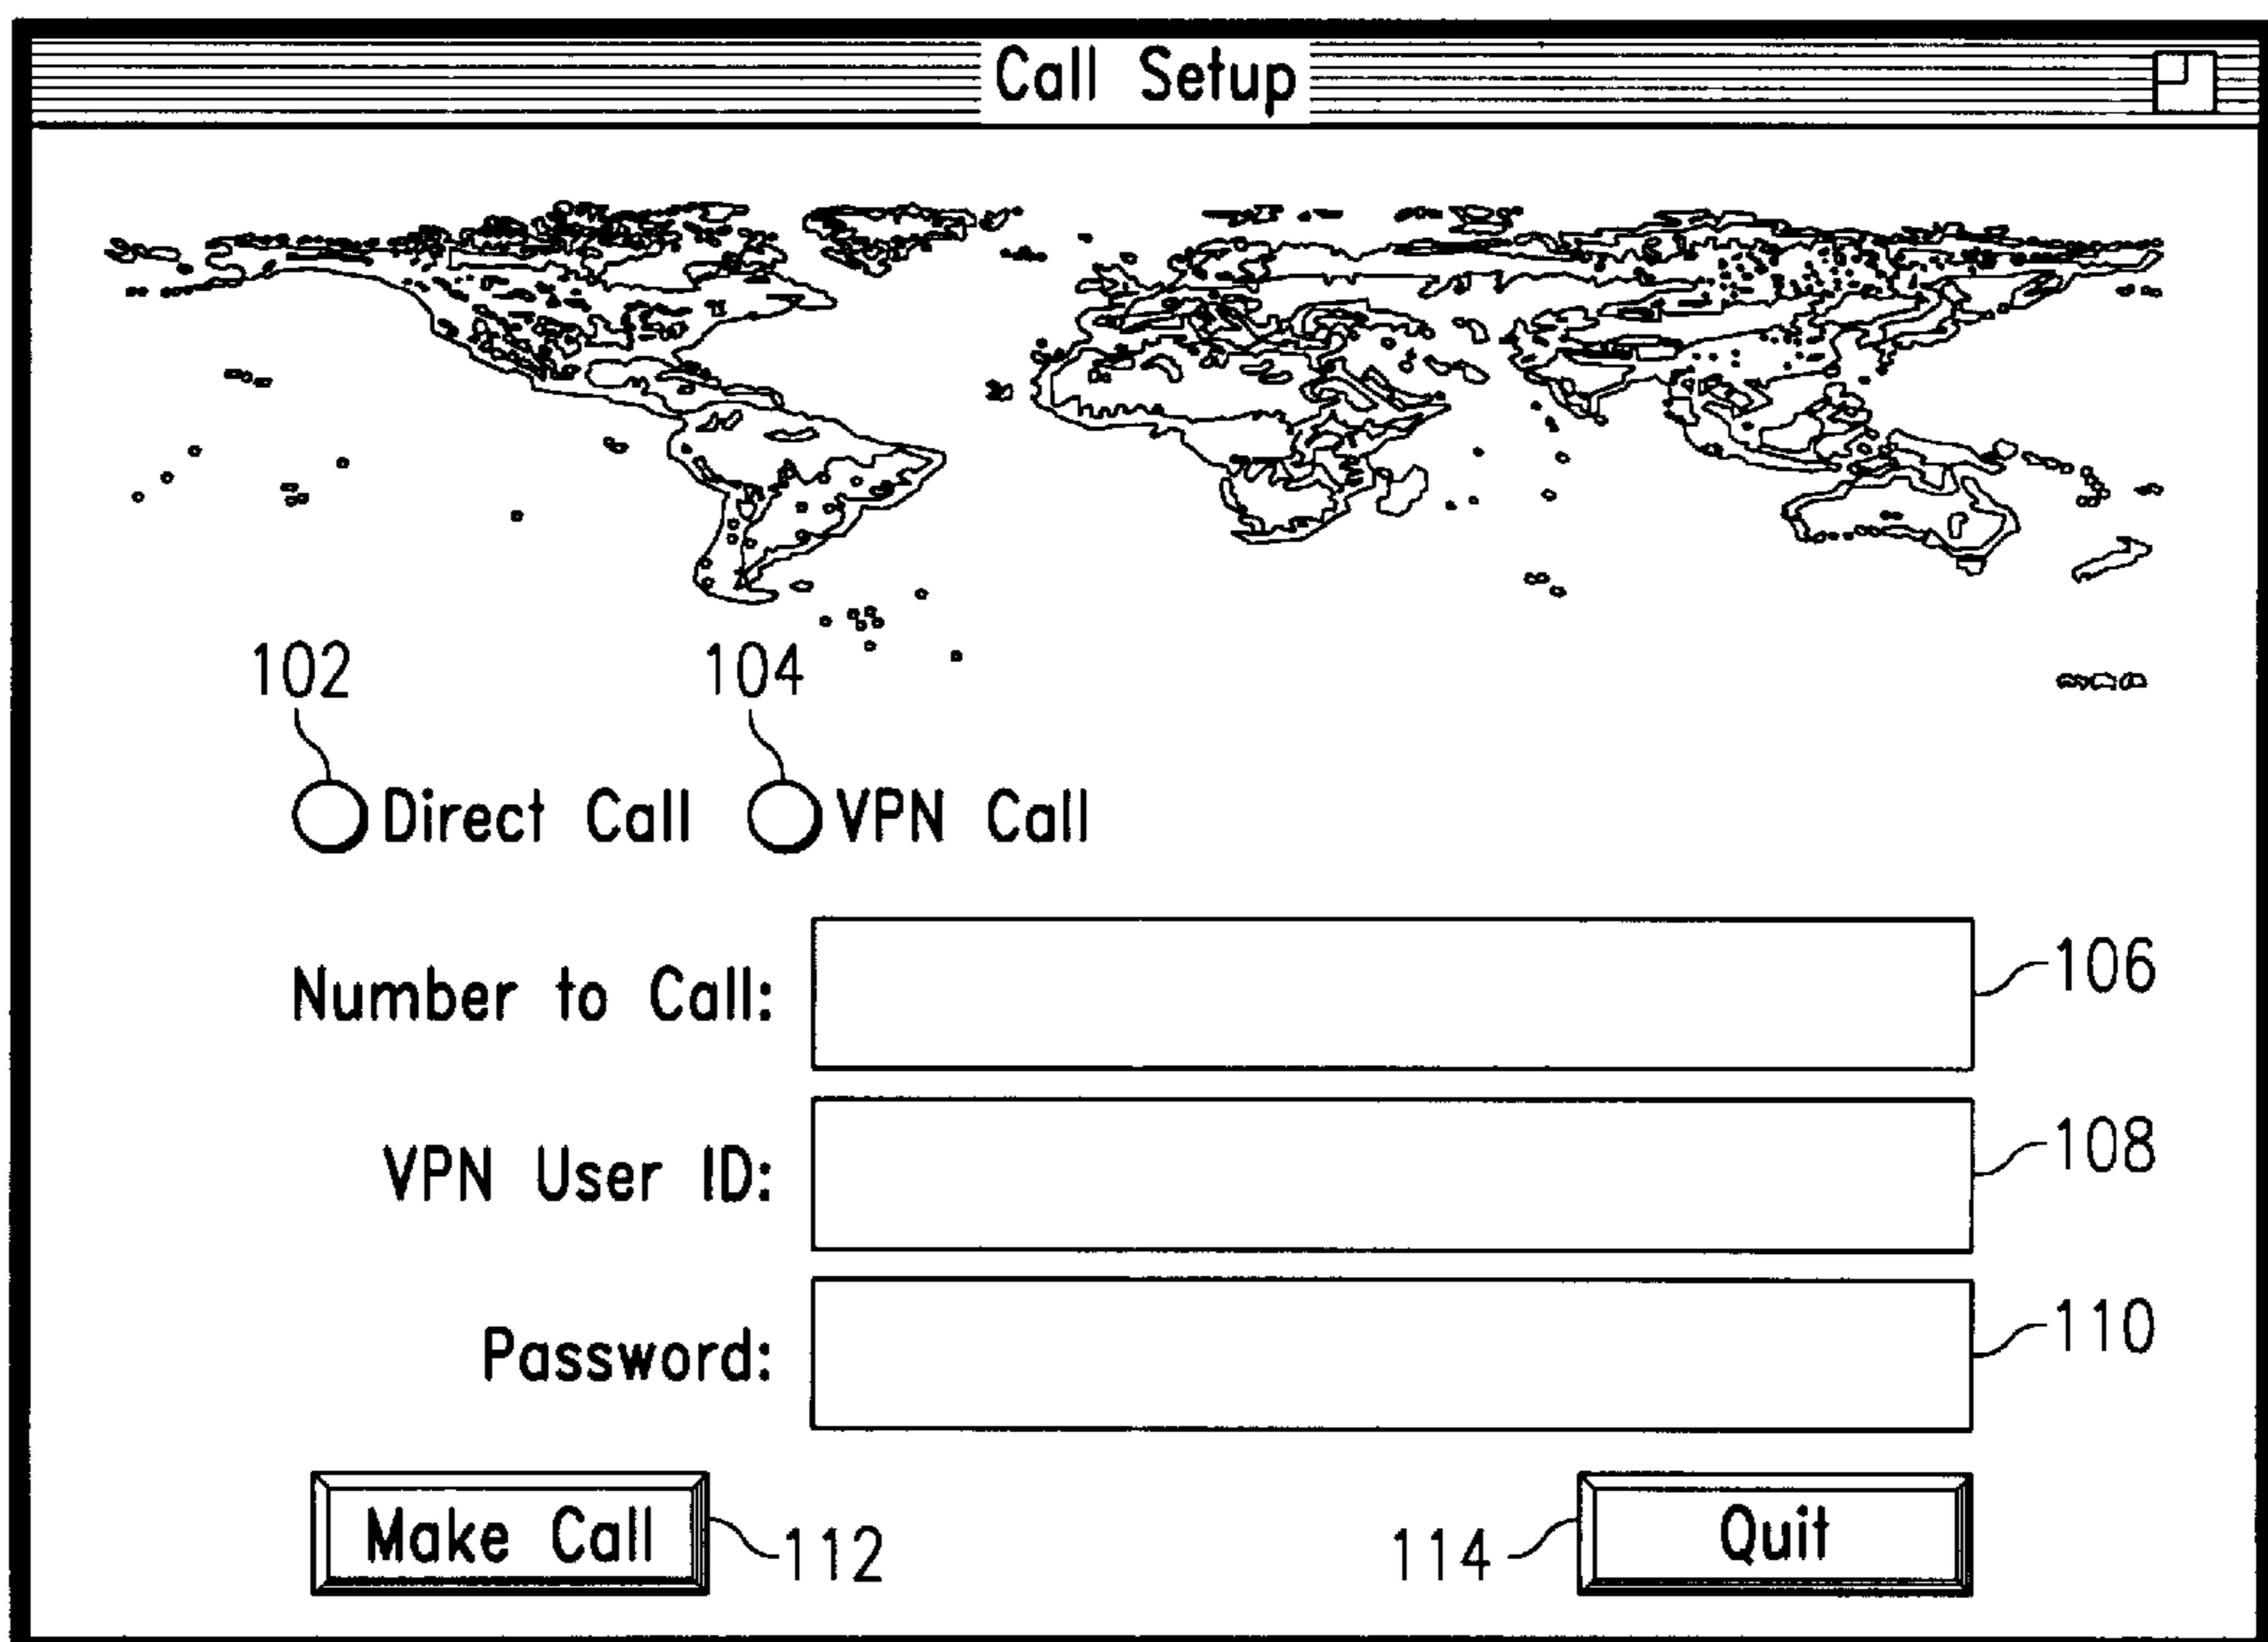 Call Setup
102 104
Direct Call VPN Call
Number to Call: 106
VPN User ID: 108
Password: 110
Make Call 112 114 Quit